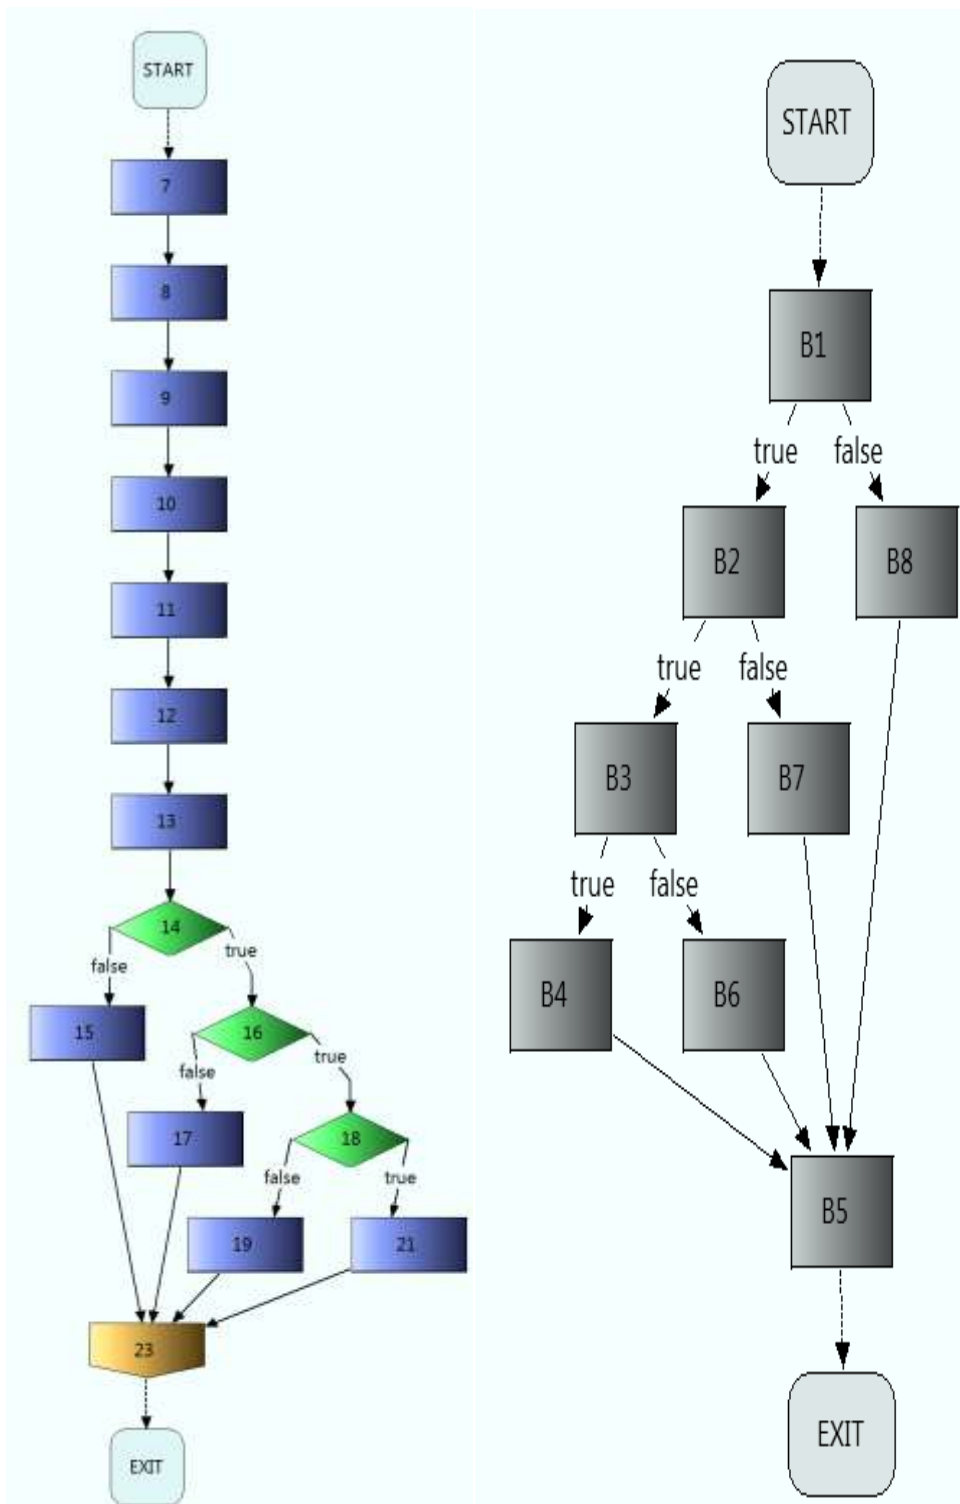 START
7
8
9
10
11
12
13
14
false
true
15
16
false
true
17
18
false
true
19
21
23
EXIT
START
B1
true
false
B2
B8
true
false
B3
B7
true
false
B4
B6
B5
EXIT